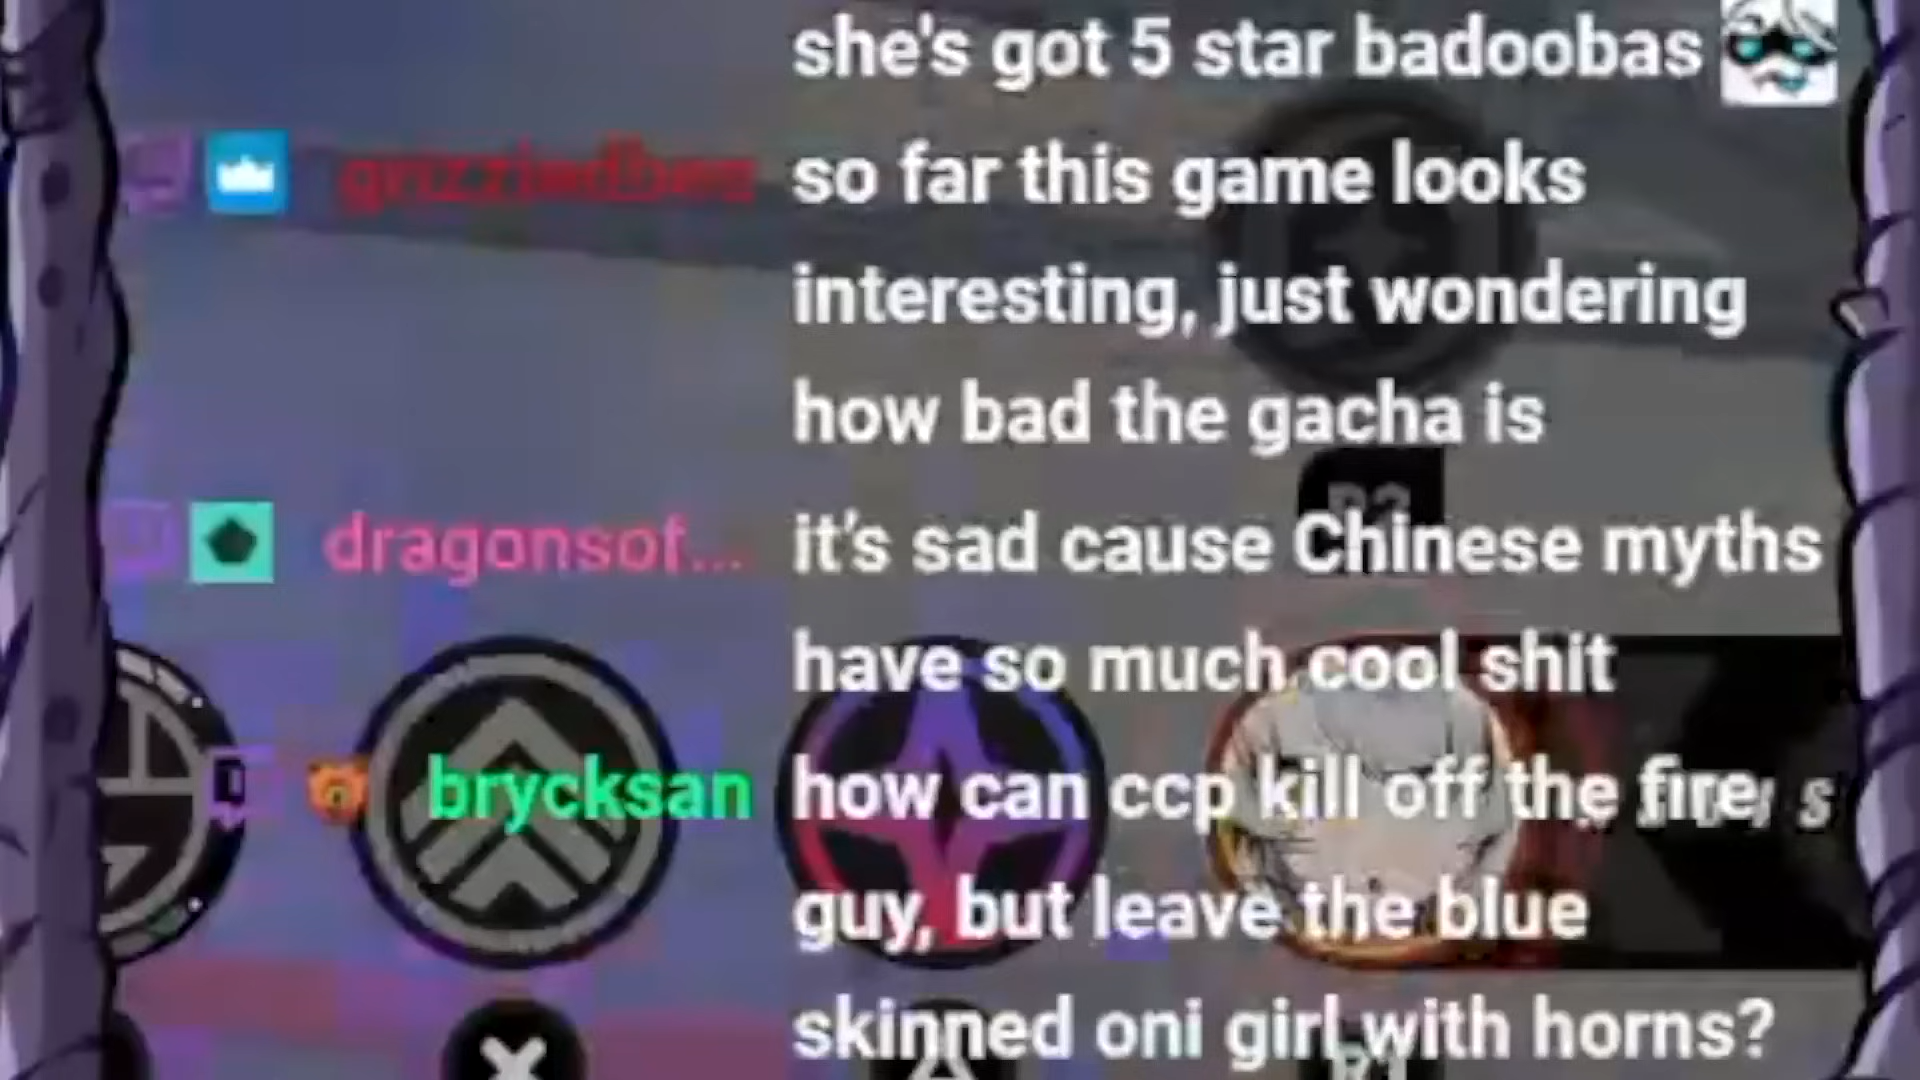 she's got 5 star badoobas
grizzliedbee so far this game looks
interesting, just wondering
how bad the gacha is
R2
dragonsof... it's sad cause Chinese myths
have so much cool shit
brycksan how can ccp kill off the fire
guy, but leave the blue
skinned oni girl with horns?